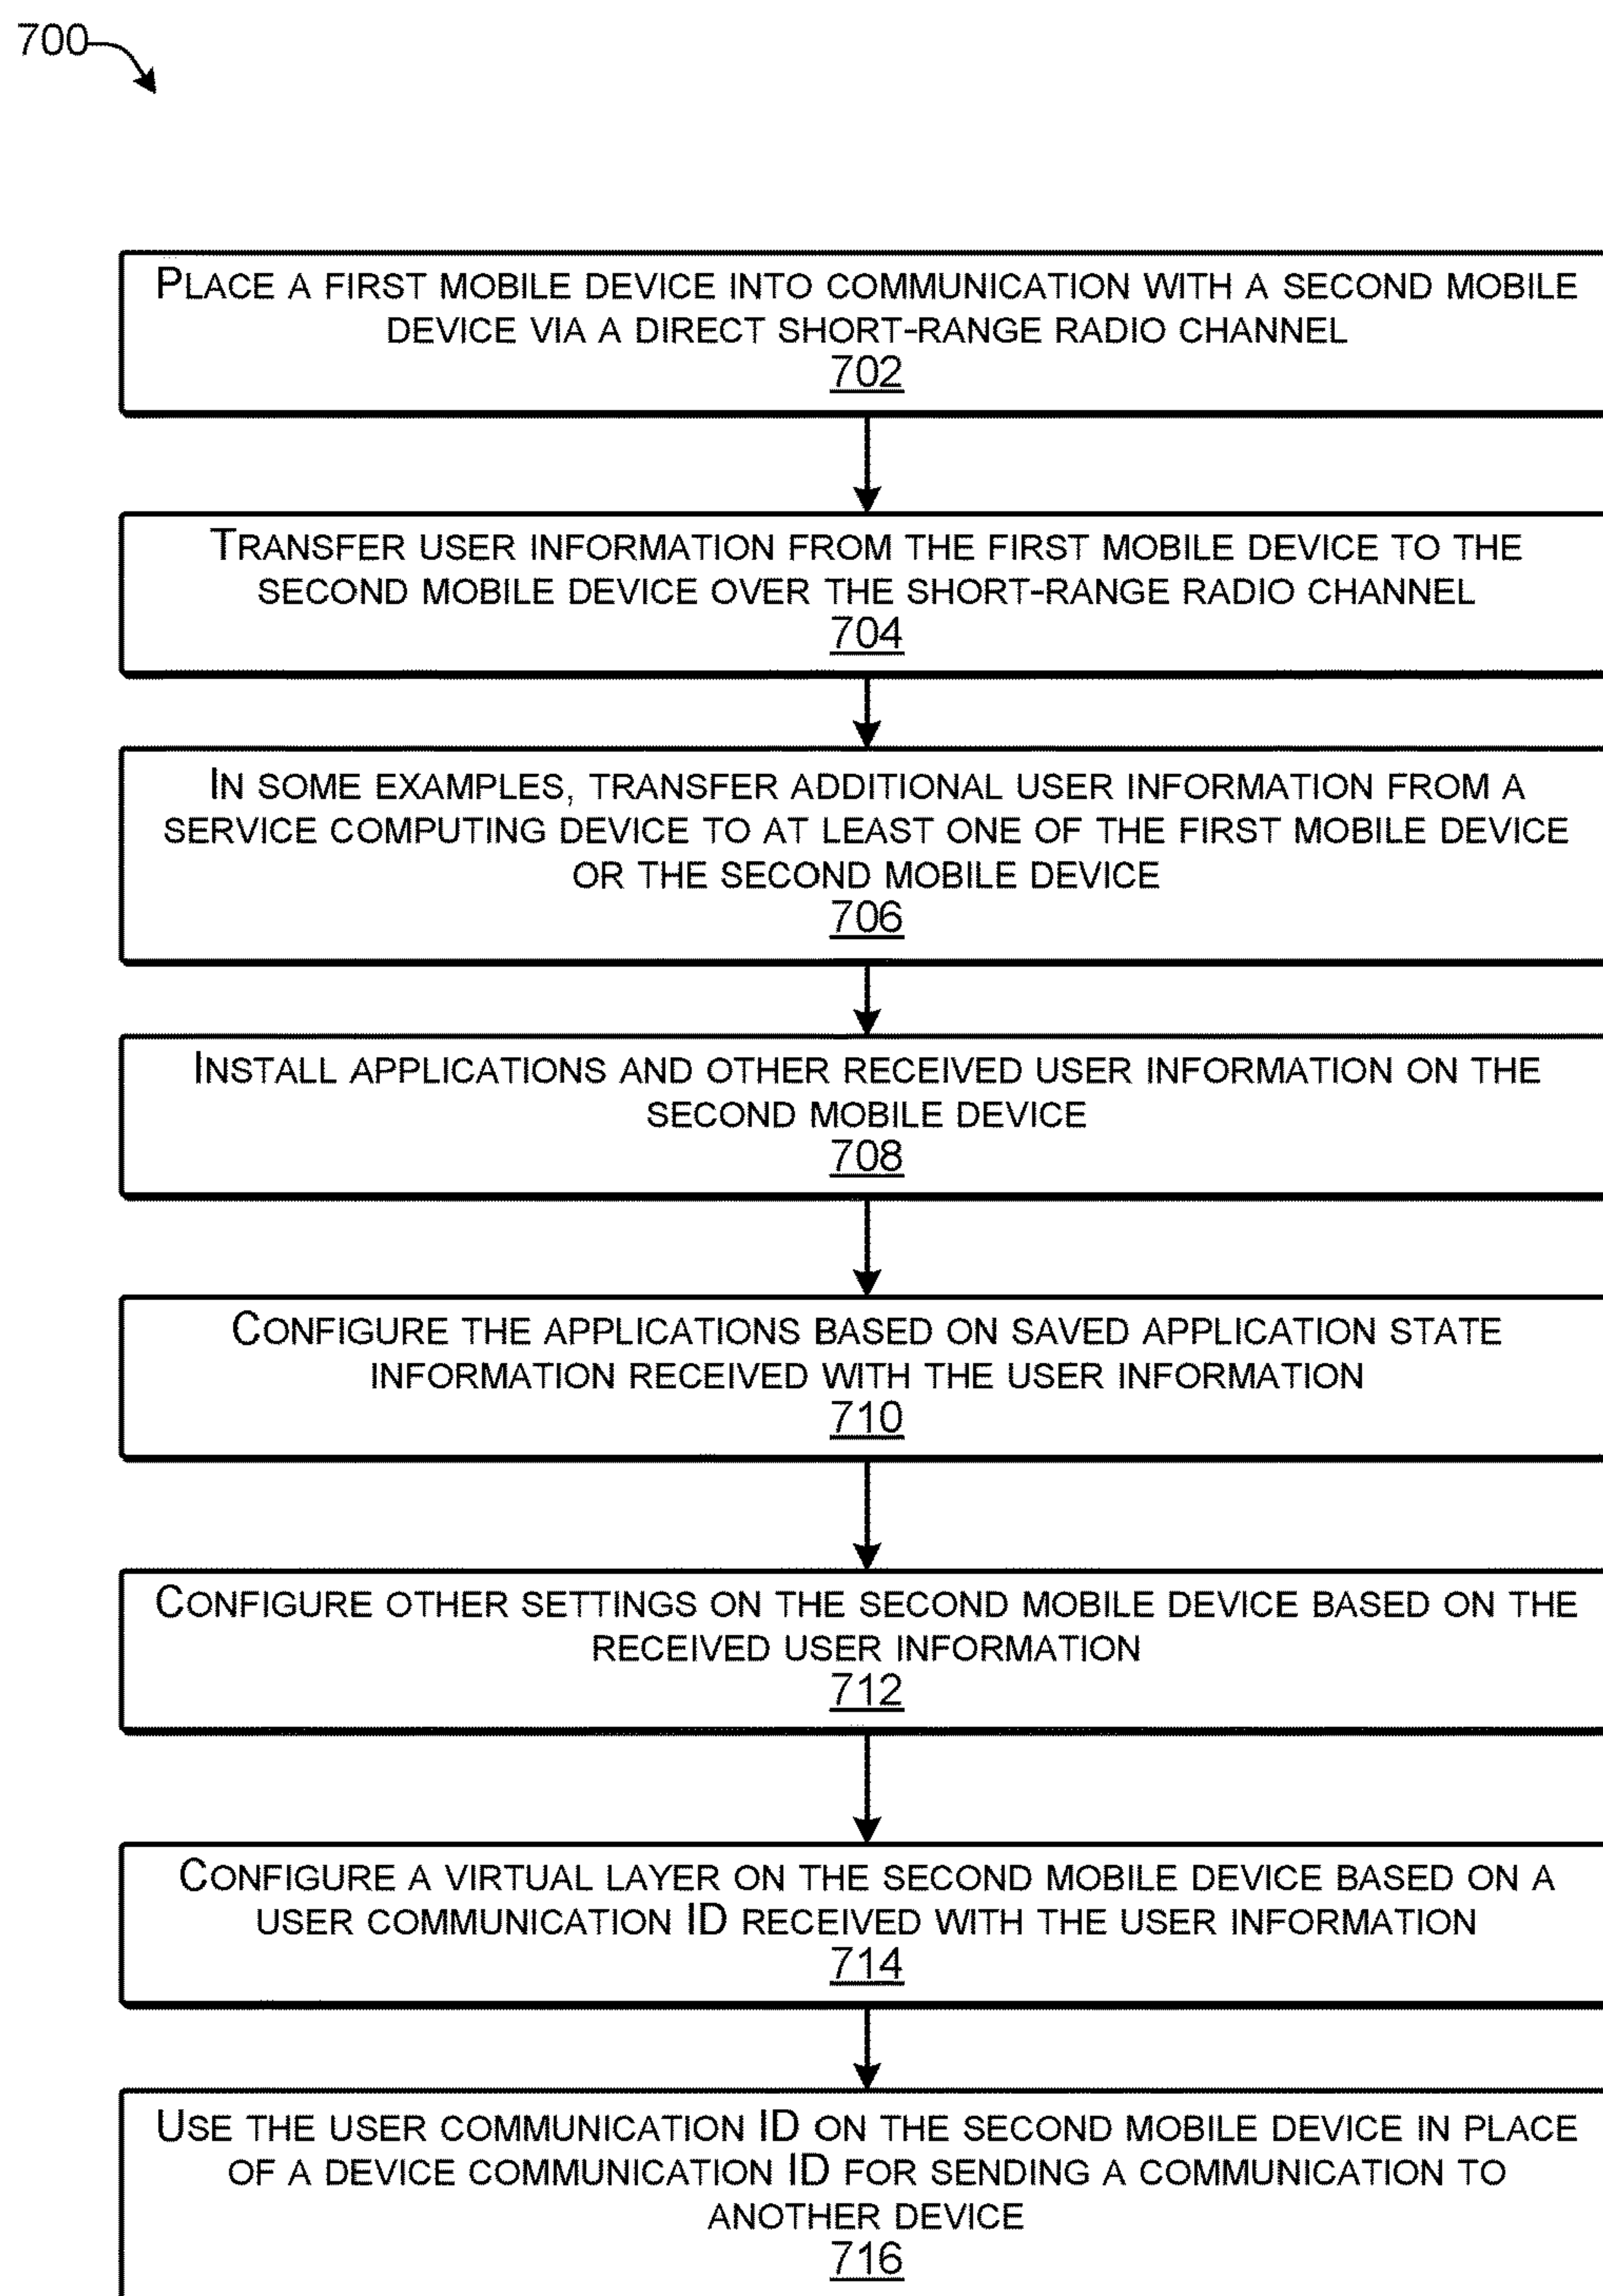 700
PLACE A FIRST MOBILE DEVICE INTO COMMUNICATION WITH A SECOND MOBILE
DEVICE VIA A DIRECT SHORT-RANGE RADIO CHANNEL
702
TRANSFER USER INFORMATION FROM THE FIRST MOBILE DEVICE TO THE
SECOND MOBILE DEVICE OVER THE SHORT-RANGE RADIO CHANNEL
704
IN SOME EXAMPLES, TRANSFER ADDITIONAL USER INFORMATION FROM A
SERVICE COMPUTING DEVICE TO AT LEAST ONE OF THE FIRST MOBILE DEVICE
OR THE SECOND MOBILE DEVICE
706
INSTALL APPLICATIONS AND OTHER RECEIVED USER INFORMATION ON THE
SECOND MOBILE DEVICE
708
CONFIGURE THE APPLICATIONS BASED ON SAVED APPLICATION STATE
INFORMATION RECEIVED WITH THE USER INFORMATION
710
CONFIGURE OTHER SETTINGS ON THE SECOND MOBILE DEVICE BASED ON THE
RECEIVED USER INFORMATION
712
CONFIGURE A VIRTUAL LAYER ON THE SECOND MOBILE DEVICE BASED ON A
USER COMMUNICATION ID RECEIVED WITH THE USER INFORMATION
714
USE THE USER COMMUNICATION ID ON THE SECOND MOBILE DEVICE IN PLACE
OF A DEVICE COMMUNICATION ID FOR SENDING A COMMUNICATION TO
ANOTHER DEVICE
716